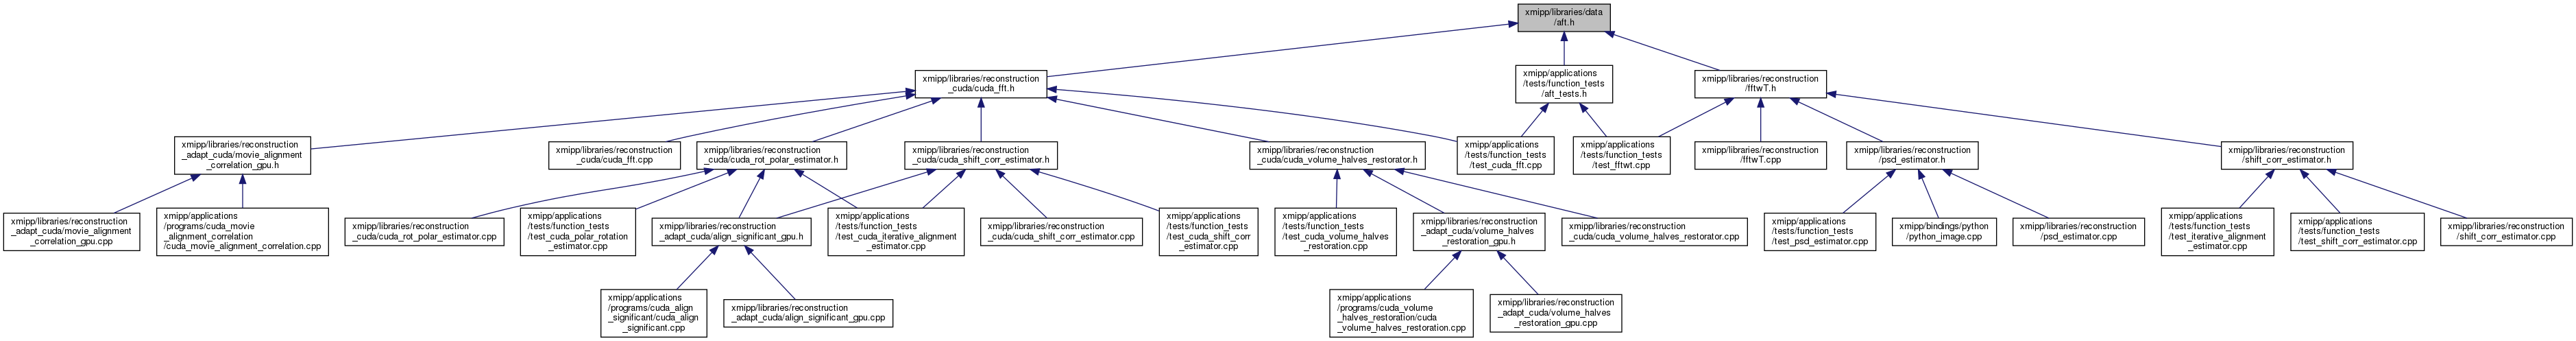 xmipp/libraries/data
/aft.h
xmipp/libraries/reconstruction
_cuda/cuda_fft.h
xmipp/applications
/tests/function_tests
/aft_tests.h
xmipp/libraries/reconstruction
/fftwT.h
xmipp/libraries/reconstruction
_adapt_cuda/movie_alignment
_correlation_gpu.h
xmipp/libraries/reconstruction
_cuda/cuda_fft.cpp
xmipp/libraries/reconstruction
_cuda/cuda_rot_polar_estimator.h
xmipp/libraries/reconstruction
_cuda/cuda_shift_corr_estimator.h
xmipp/libraries/reconstruction
_cuda/cuda_volume_halves_restorator.h
xmipp/applications
/tests/function_tests
/test_cuda_fft.cpp
xmipp/applications
/tests/function_tests
/test_fftwt.cpp
xmipp/libraries/reconstruction
/fftwT.cpp
xmipp/libraries/reconstruction
/psd_estimator.h
xmipp/libraries/reconstruction
/shift_corr_estimator.h
xmipp/libraries/reconstruction
_adapt_cuda/movie_alignment
_correlation_gpu.cpp
xmipp/applications
/programs/cuda_movie
_alignment_correlation
/cuda_movie_alignment_correlation.cpp
xmipp/libraries/reconstruction
_cuda/cuda_rot_polar_estimator.cpp
xmipp/applications
/tests/function_tests
/test_cuda_polar_rotation
_estimator.cpp
xmipp/libraries/reconstruction
_adapt_cuda/align_significant_gpu.h
xmipp/applications
/tests/function_tests
/test_cuda_iterative_alignment
_estimator.cpp
xmipp/libraries/reconstruction
_cuda/cuda_shift_corr_estimator.cpp
xmipp/applications
/tests/function_tests
/test_cuda_shift_corr
_estimator.cpp
xmipp/applications
/tests/function_tests
/test_cuda_volume_halves
_restoration.cpp
xmipp/libraries/reconstruction
_adapt_cuda/volume_halves
_restoration_gpu.h
xmipp/libraries/reconstruction
_cuda/cuda_volume_halves_restorator.cpp
xmipp/applications
/tests/function_tests
/test_psd_estimator.cpp
xmipp/bindings/python
/python_image.cpp
xmipp/libraries/reconstruction
/psd_estimator.cpp
xmipp/applications
/tests/function_tests
/test_iterative_alignment
_estimator.cpp
xmipp/applications
/tests/function_tests
/test_shift_corr_estimator.cpp
xmipp/libraries/reconstruction
/shift_corr_estimator.cpp
xmipp/applications
/programs/cuda_align
_significant/cuda_align
_significant.cpp
xmipp/libraries/reconstruction
_adapt_cuda/align_significant_gpu.cpp
xmipp/applications
/programs/cuda_volume
_halves_restoration/cuda
_volume_halves_restoration.cpp
xmipp/libraries/reconstruction
_adapt_cuda/volume_halves
_restoration_gpu.cpp